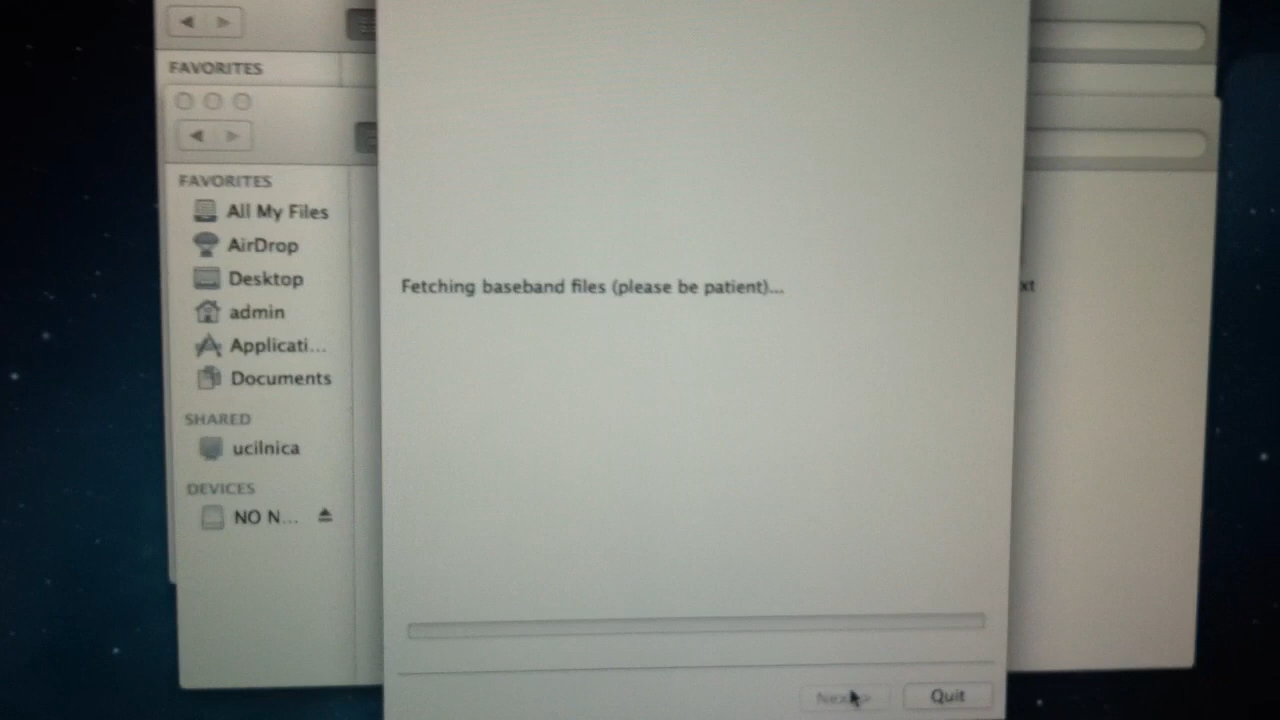 FAVORITES
FAVORITES
All My Files
AirDrop
Desktop
admin
Applicati...
Documents
SHARED
ucilnica
DEVICES
NO N...
Fetching baseband files (please be patient)...
xt
Quit